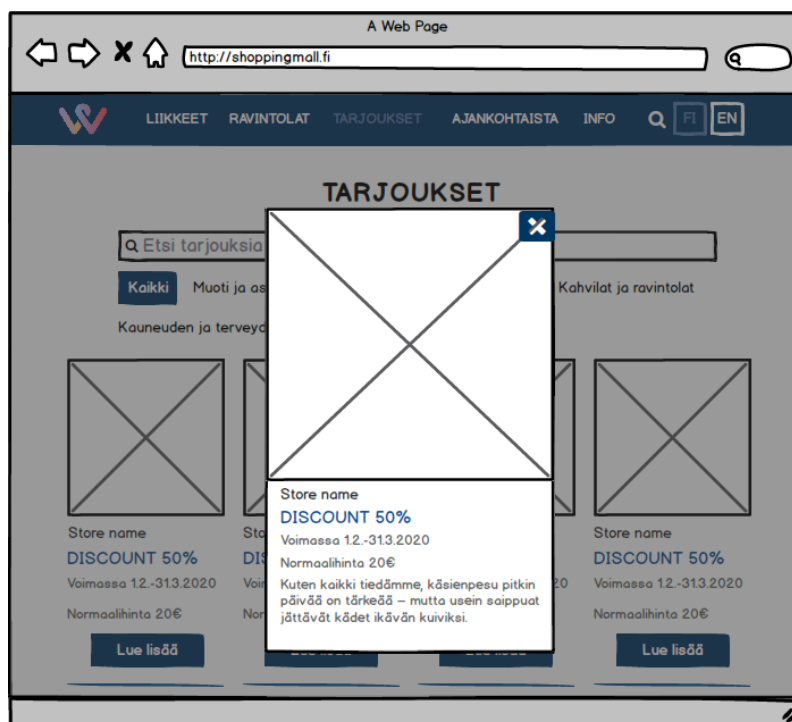 A Web Page
http://shoppingmall.fi
LIIKKEET RAVINTOLAT TARJOUKSET AJANKOHTAISTA INFO FI EN
TARJOUKSET
Etsi tarjouksia
Kaikki Muoti ja as Kahvilat ja ravintolat
Kauneuden ja terveyd
Store name
DISCOUNT 50%
Voimassa 1.2.-31.3.2020
Normaalihinta 20€
Kuten kaikki tiedämme, käsienpesu pitkin
päivää on tärkeää – mutta usein saippuat
jättävät kädet ikävän kuiviksi.
Store name
DISCOUNT 50%
Voimassa 1.2.-31.3.2020
Normaalihinta 20€
Lue lisää
Store name
DISCOUNT 50%
Voimassa 1.2.-31.3.2020
Normaalihinta 20€
Lue lisää